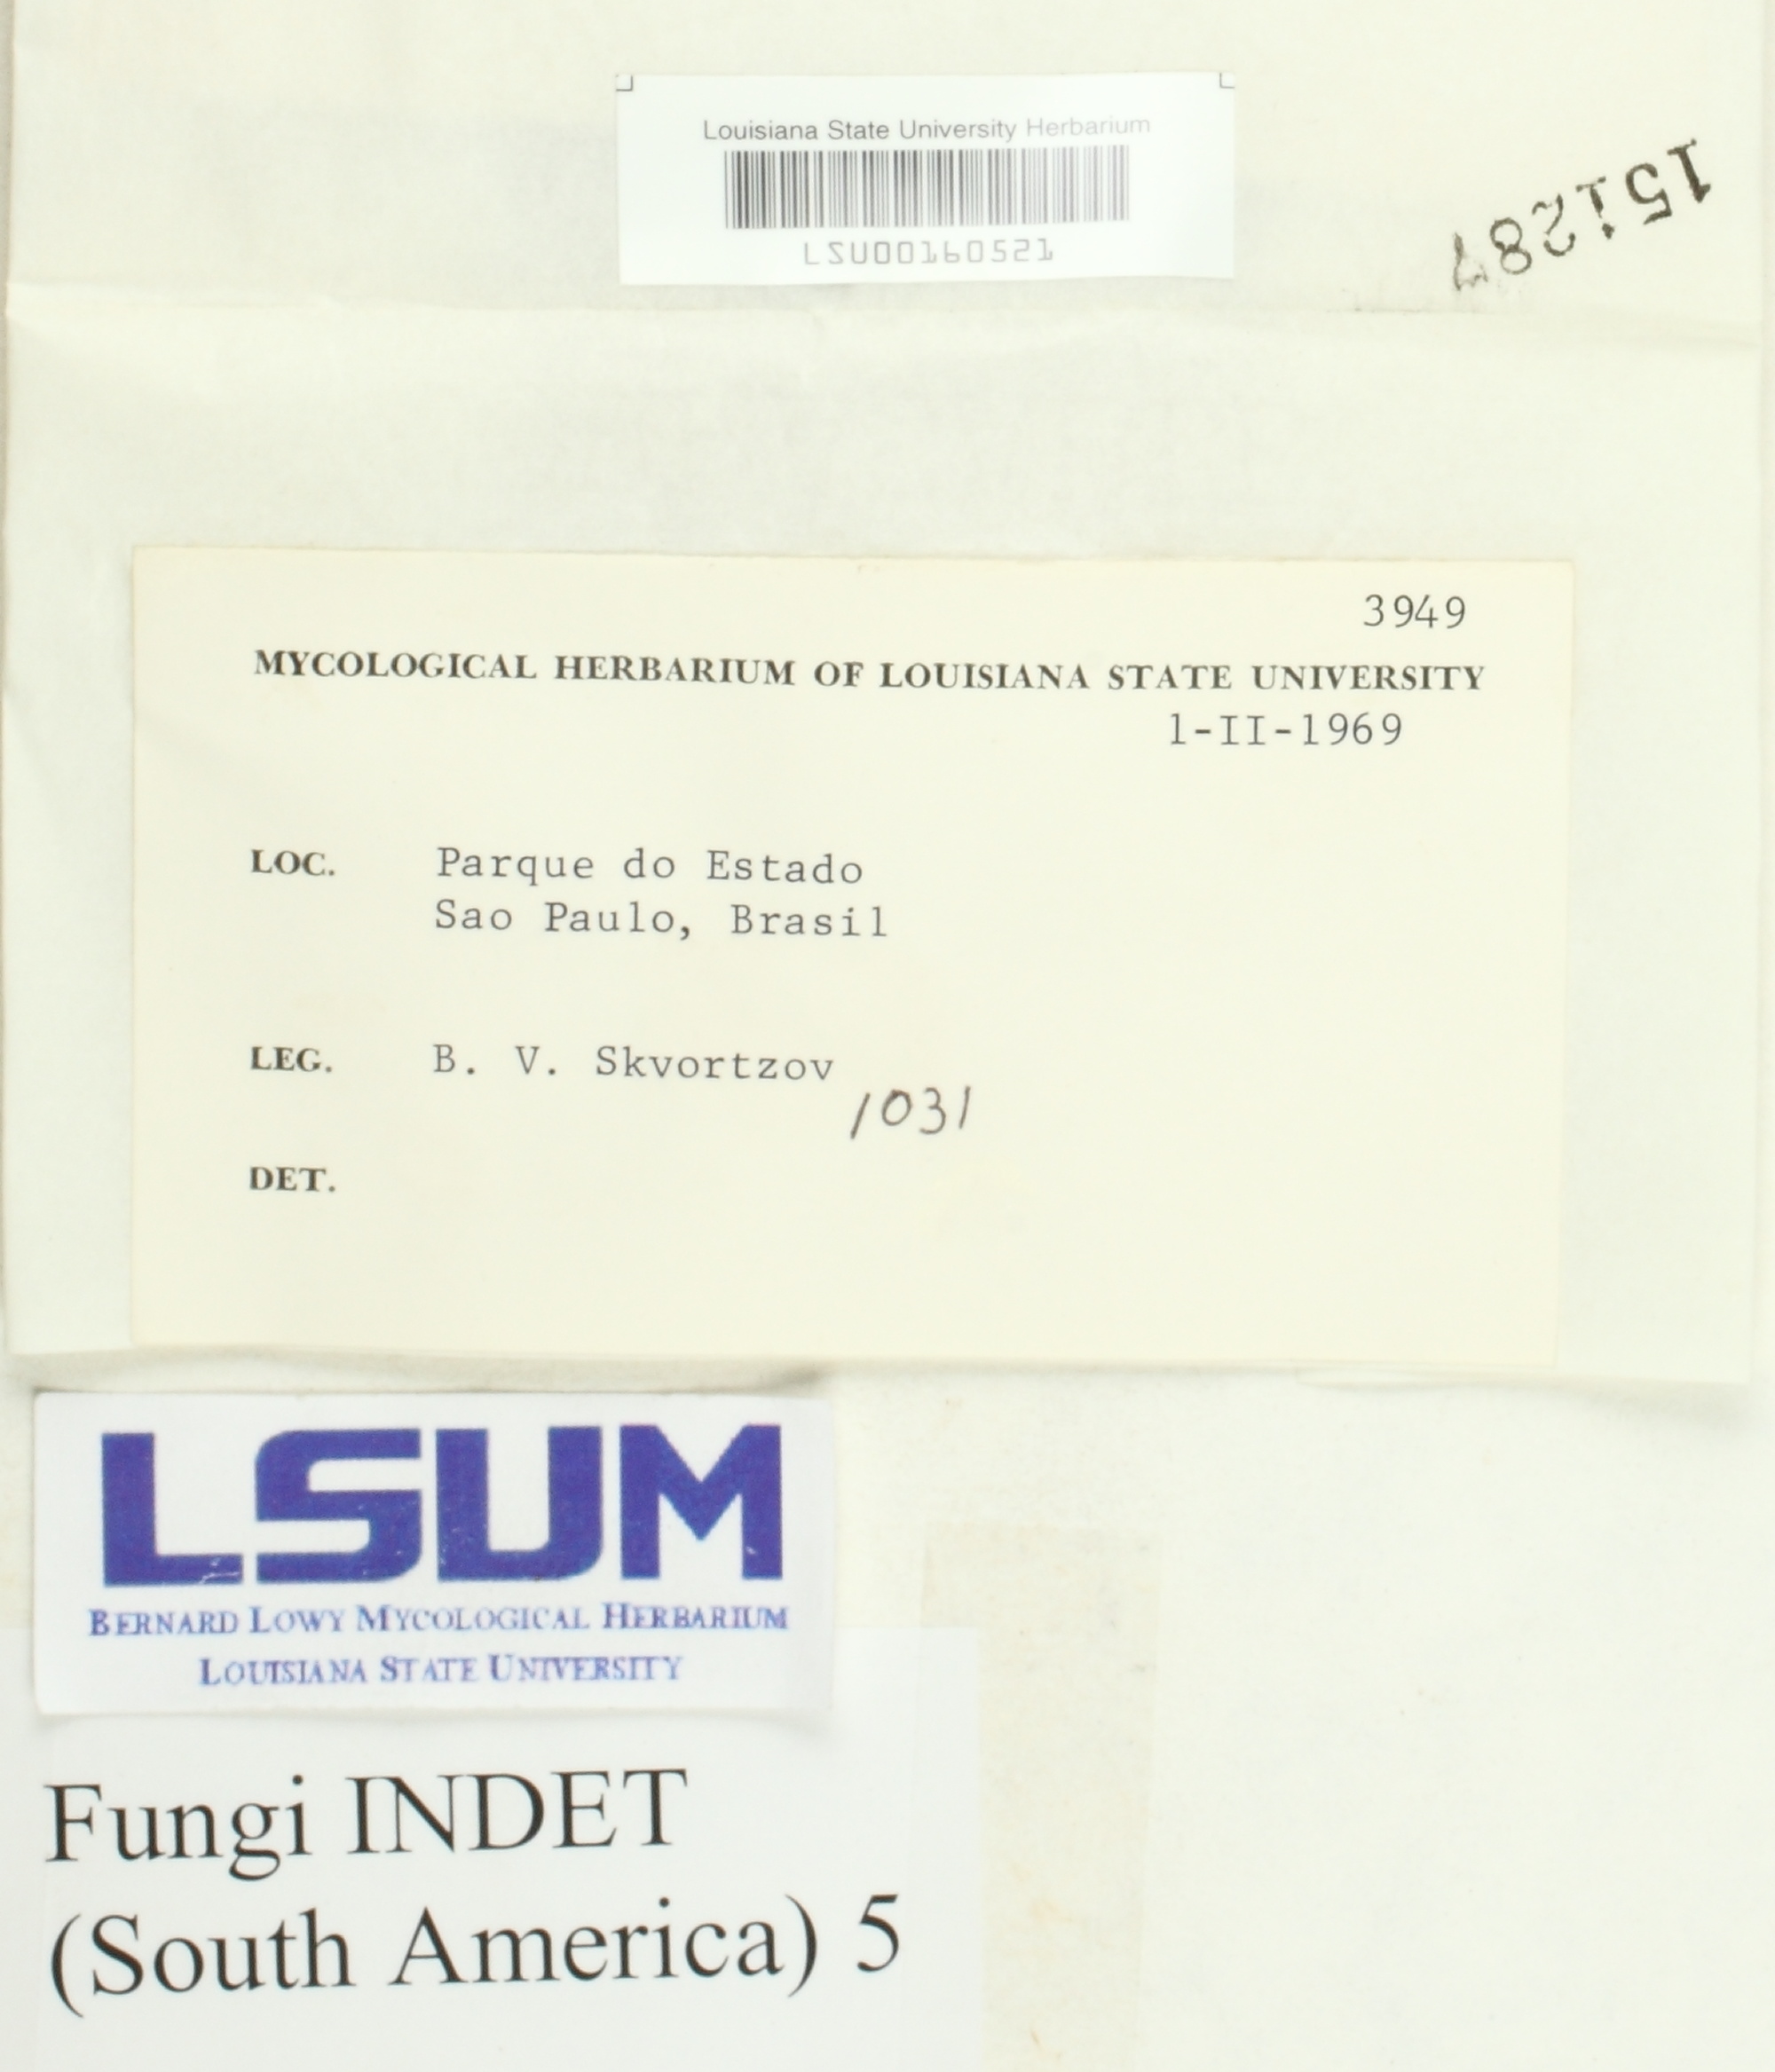 Louisiana State University Herbarium
LSU00160521
151287
3949
MYCOLOGICAL HERBARIUM OF LOUISIANA STATE UNIVERSITY
1-II-1969
LOC. Parque do Estado
Sao Paulo, Brasil
LEG. B. V. Skvortzov
1031
DET.
LSUM
BERNARD LOWY MYCOLOGICAL HERBARIUM
LOUISIANA STATE UNIVERSITY
Fungi INDET
(South America) 5